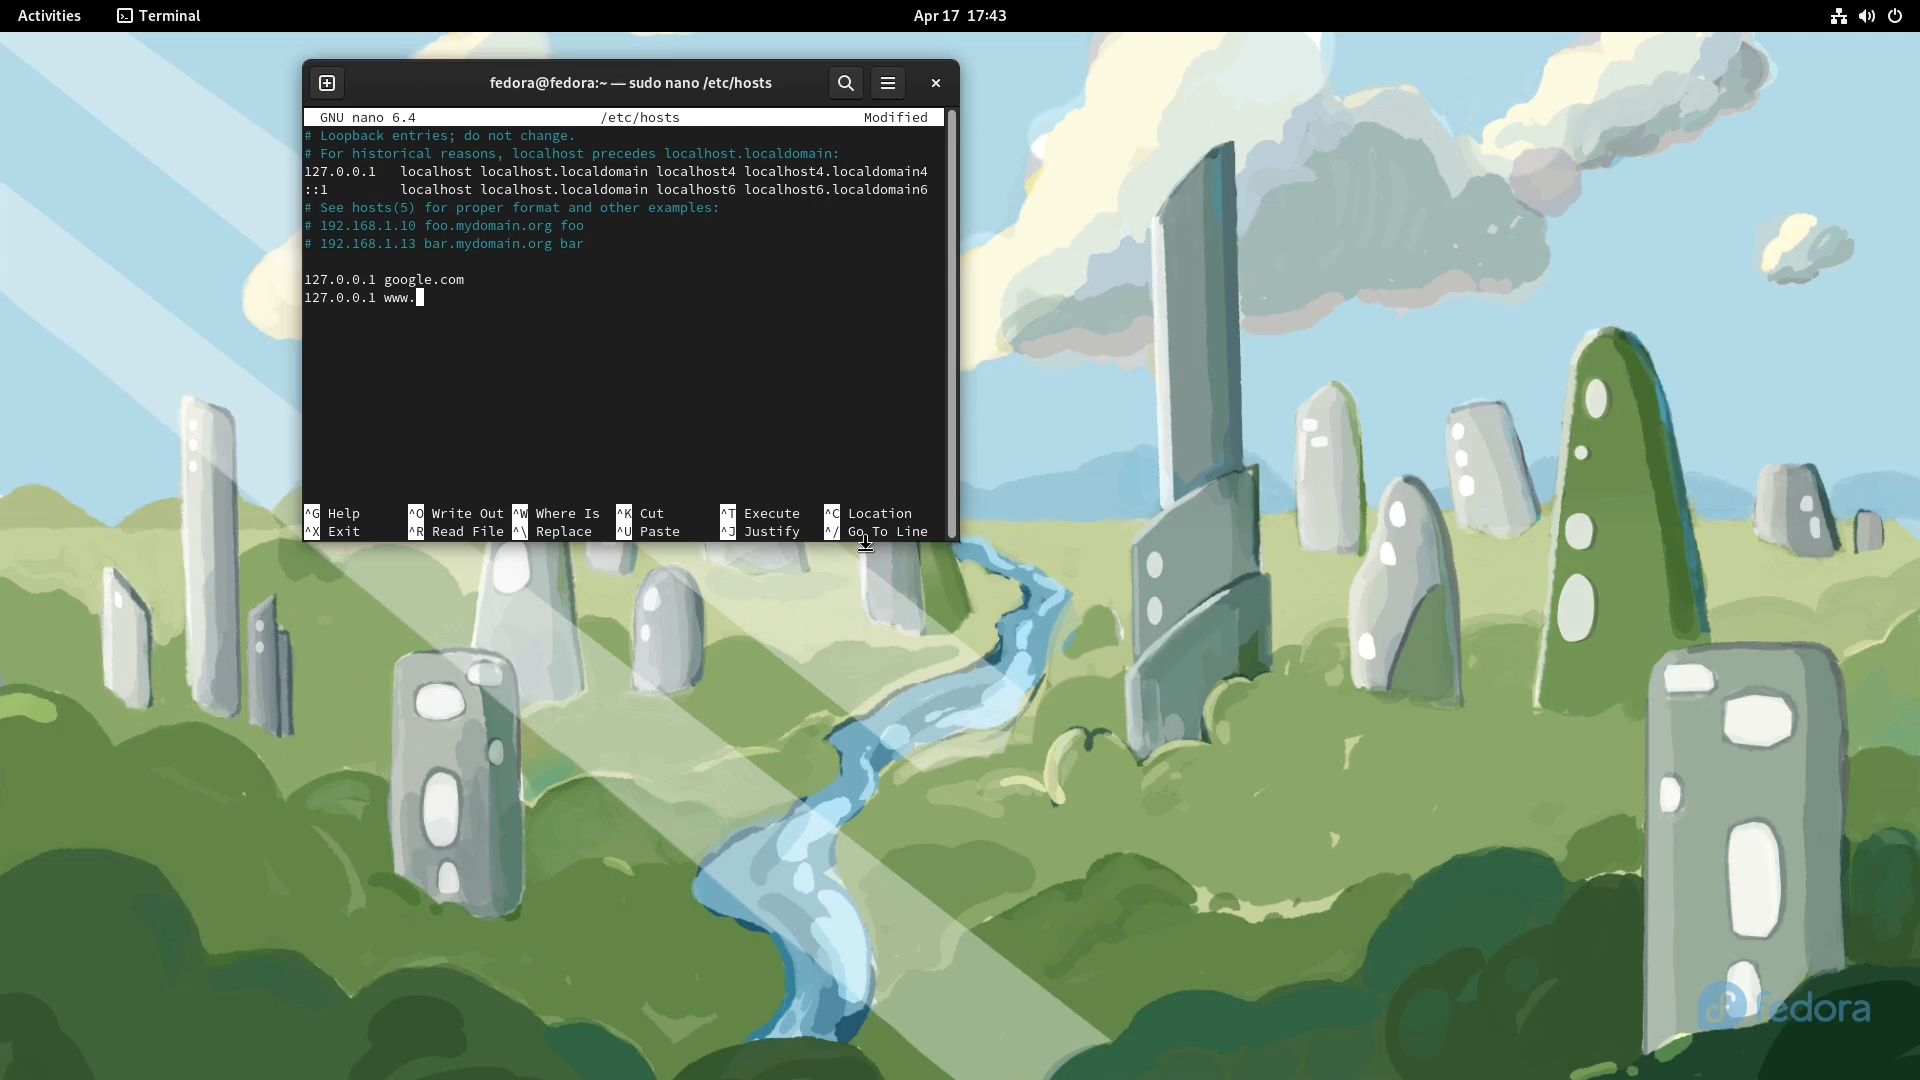 Activities Terminal Apr 17 17:43
fedora@fedora:~ — sudo nano /etc/hosts
GNU nano 6.4 /etc/hosts Modified
# Loopback entries; do not change.
# For historical reasons, localhost precedes localhost.localdomain:
127.0.0.1   localhost localhost.localdomain localhost4 localhost4.localdomain4
::1         localhost localhost.localdomain localhost6 localhost6.localdomain6
# See hosts(5) for proper format and other examples:
# 192.168.1.10 foo.mydomain.org foo
# 192.168.1.13 bar.mydomain.org bar
127.0.0.1 google.com
127.0.0.1 www.
^G Help ^O Write Out ^W Where Is ^K Cut ^T Execute ^C Location
^X Exit ^R Read File ^\ Replace ^U Paste ^J Justify ^/ Go To Line
fedora